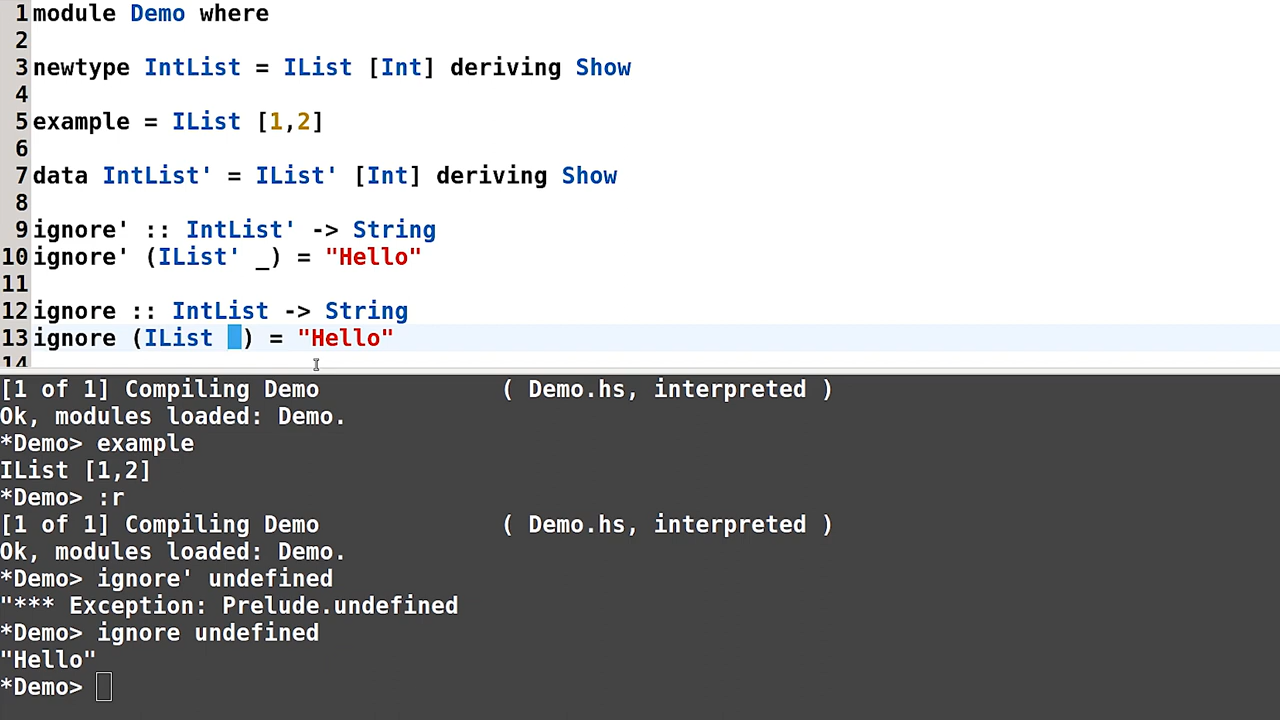 1 module Demo where
2
3 newtype IntList = IList [Int] deriving Show
4
5 example = IList [1,2]
6
7 data IntList' = IList' [Int] deriving Show
8
9 ignore' :: IntList' -> String
10 ignore' (IList' _) = "Hello"
11
12 ignore :: IntList -> String
13 ignore (IList ) = "Hello"
14
[1 of 1] Compiling Demo             ( Demo.hs, interpreted )
Ok, modules loaded: Demo.
*Demo> example
IList [1,2]
*Demo> :r
[1 of 1] Compiling Demo             ( Demo.hs, interpreted )
Ok, modules loaded: Demo.
*Demo> ignore' undefined
"*** Exception: Prelude.undefined
*Demo> ignore undefined
"Hello"
*Demo>